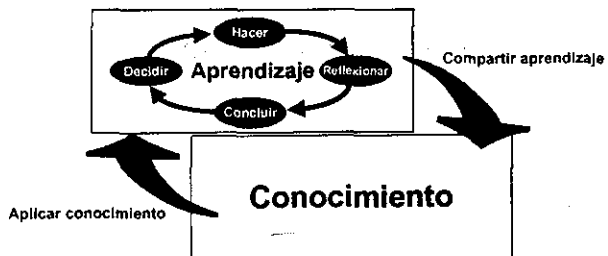 Hacer
Compartir aprendizaje
Decidir
Aprendizaje
Reflexionar
Concluir
Conocimiento
Aplicar conocimiento